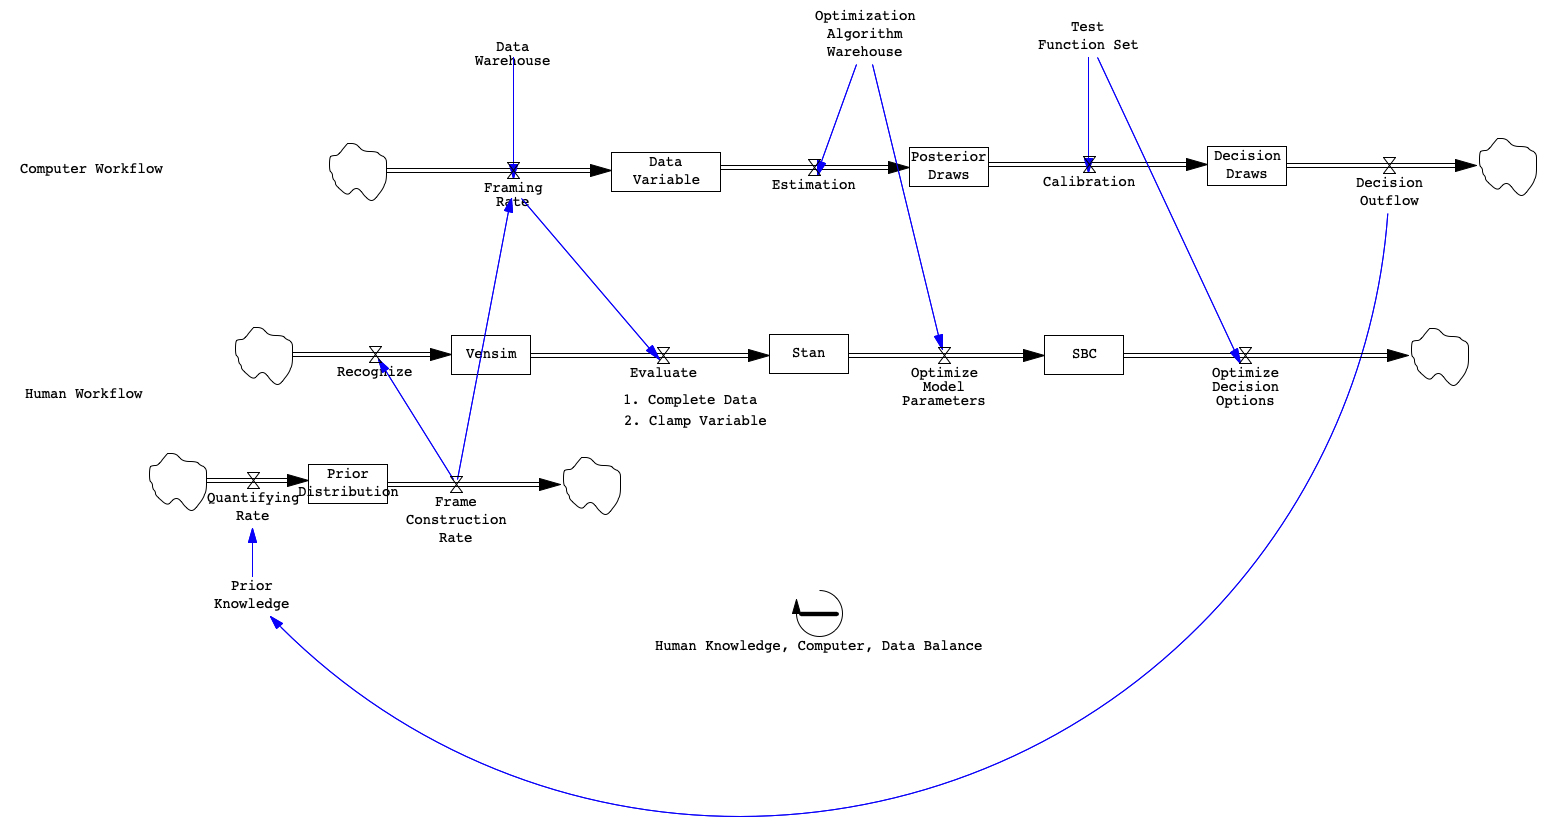 Optimization
Algorithm
Warehouse
Test
Function Set
Data
Warehouse
Computer Workflow
Framing
Rate
Data
Variable
Estimation
Posterior
Draws
Calibration
Decision
Draws
Decision
Outflow
Human Workflow
Recognize
Vensim
Evaluate
1. Complete Data
2. Clamp Variable
Stan
Optimize
Model
Parameters
SBC
Optimize
Decision
Options
Quantifying
Rate
Prior
Distribution
Frame
Construction
Rate
Prior
Knowledge
Human Knowledge, Computer, Data Balance